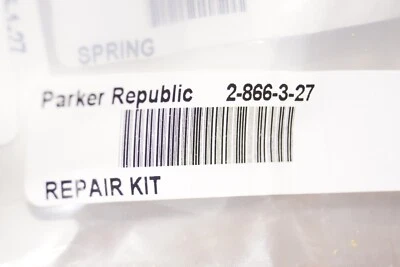 SPRING
Parker Republic 2-866-3-27
REPAIR KIT